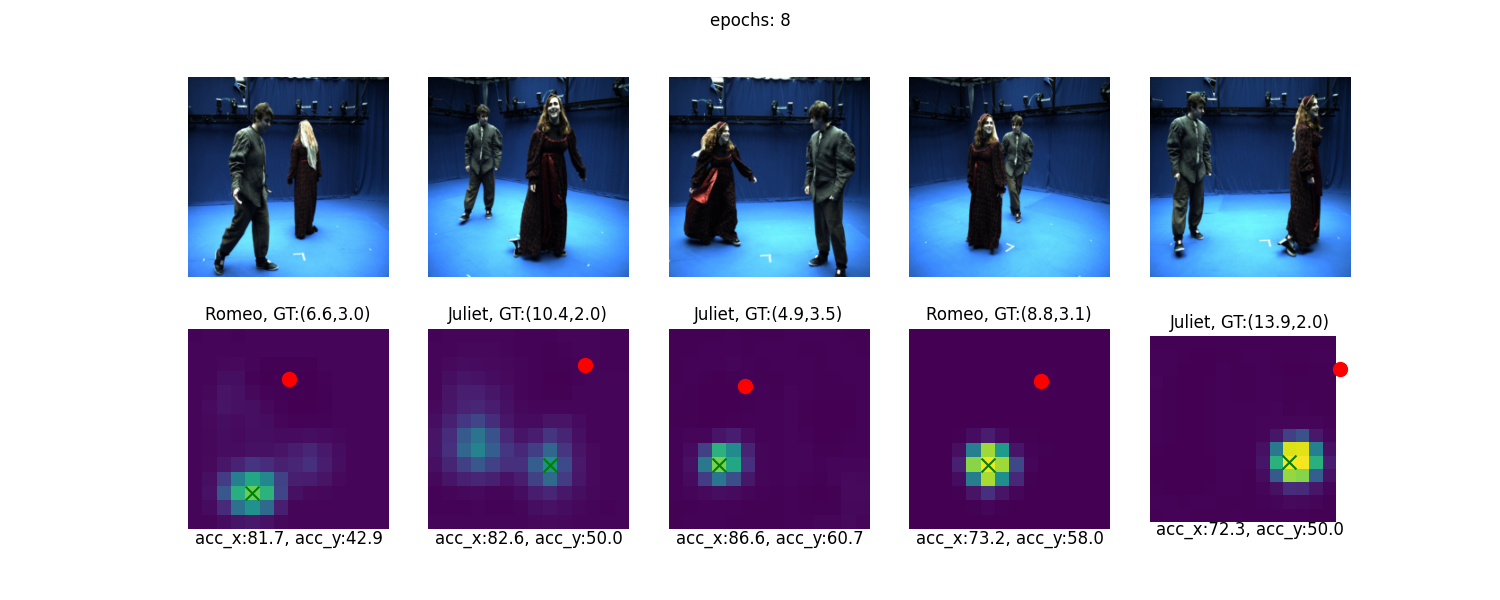 epochs: 8
Romeo, GT:(6.6,3.0)
Juliet, GT:(10.4,2.0)
Juliet, GT:(4.9,3.5)
Romeo, GT:(8.8,3.1)
Juliet, GT:(13.9,2.0)
acc_x:81.7, acc_y:42.9
acc_x:82.6, acc_y:50.0
acc_x:86.6, acc_y:60.7
acc_x:73.2, acc_y:58.0
acc_x:72.3, acc_y:50.0